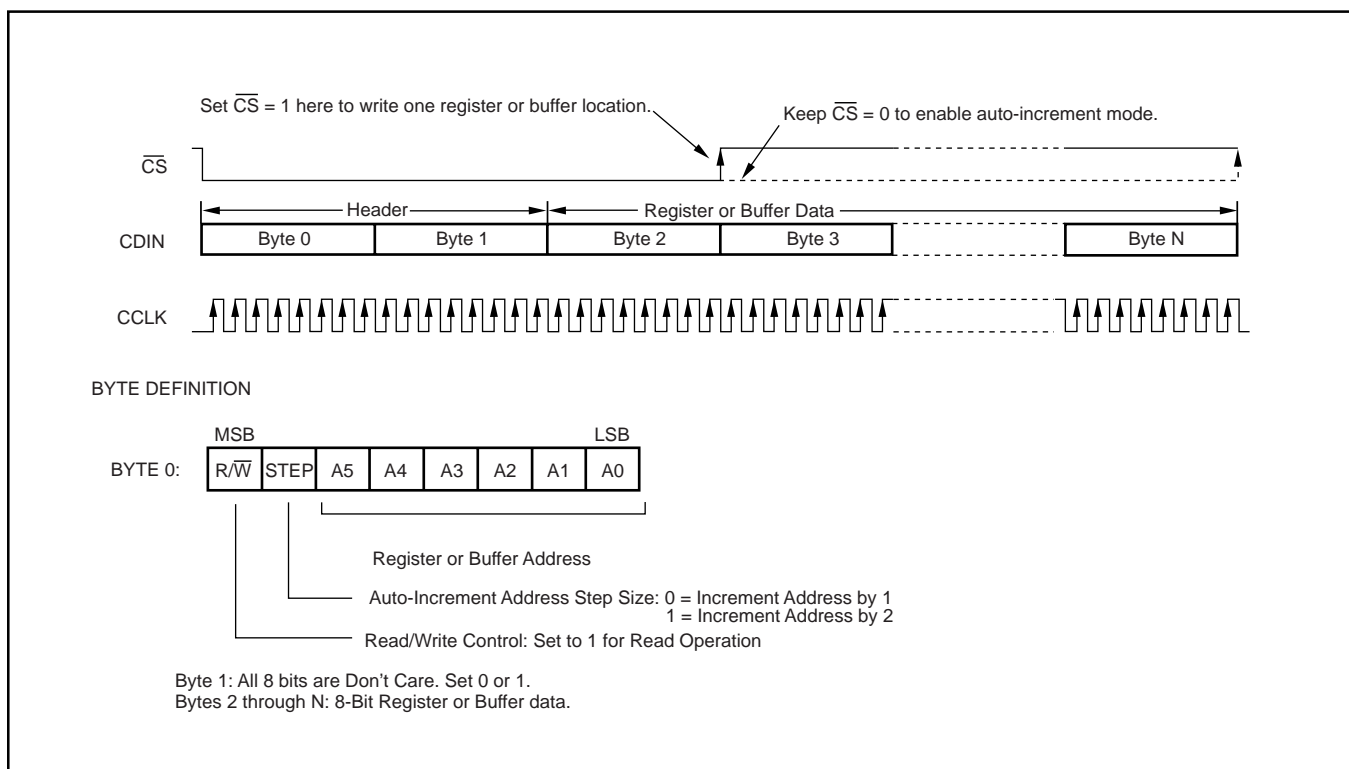 Set C̅S̅ = 1 here to write one register or buffer location.
Keep C̅S̅ = 0 to enable auto-increment mode.
C̅S̅
Header
Register or Buffer Data
CDIN
Byte 0
Byte 1
Byte 2
Byte 3
Byte N
CCLK
BYTE DEFINITION
MSB
LSB
BYTE 0:
R/W̅
STEP
A5
A4
A3
A2
A1
A0
Register or Buffer Address
Auto-Increment Address Step Size: 0 = Increment Address by 1
1 = Increment Address by 2
Read/Write Control: Set to 1 for Read Operation
Byte 1: All 8 bits are Don’t Care. Set 0 or 1.
Bytes 2 through N: 8-Bit Register or Buffer data.